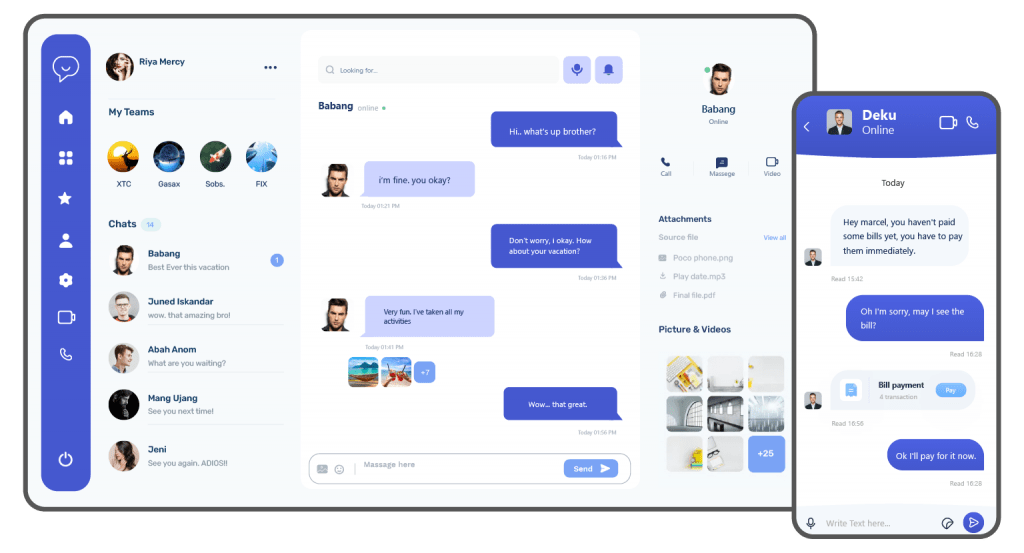 Riya Mercy
My Teams
XTC
Gasax
Sobs.
FIX
Chats
14
Babang
Best Ever this vacation
1
Juned Iskandar
wow. that amazing bro!
Abah Anom
What are you waiting?
Mang Ujang
See you next time!
Jeni
See you again. ADIOS!!
Looking for...
Babang online
Hi.. what's up brother?
Today 01:16 PM
i'm fine. you okay?
Today 01:21 PM
Don't worry, I okay. How
about your vacation?
Today 01:36 PM
Very fun. I've taken all my
activities
Today 01:41 PM
+7
Wow... that great.
Today 01:56 PM
Massage here
Send
Babang
Online
Call
Massege
Video
Attachments
Source file
View all
Poco phone.png
Play date.mp3
Final file.pdf
Picture & Videos
+25
Deku
Online
Today
Hey marcel, you haven't paid
some bills yet, you have to pay
them immediately.
Read 15:42
Oh I'm sorry, may I see the
bill?
Read 16:28
Bill payment
4 transaction
Pay
Read 16:56
Ok I'll pay for it now.
Read 16:28
Write Text here...